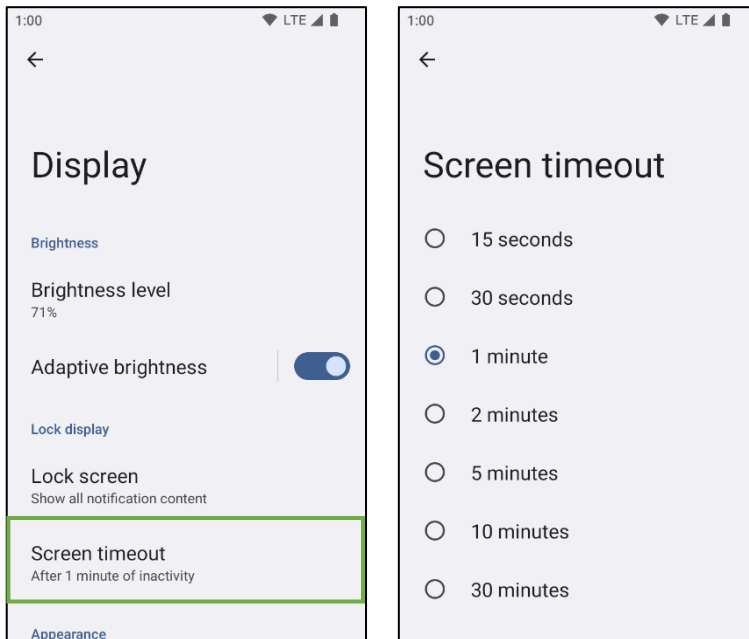 1:00
LTE
Display
Brightness
Brightness level
71%
Adaptive brightness
Lock display
Lock screen
Show all notification content
Screen timeout
After 1 minute of inactivity
Appearance
1:00
LTE
Screen timeout
15 seconds
30 seconds
1 minute
2 minutes
5 minutes
10 minutes
30 minutes